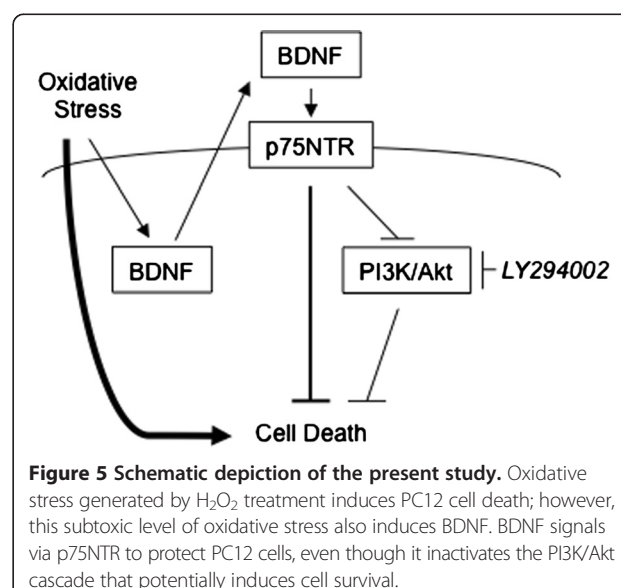 BDNF
Oxidative
Stress
p75NTR
BDNF
PI3K/Akt
LY294002
Cell Death
Figure 5 Schematic depiction of the present study. Oxidative
stress generated by H₂O₂ treatment induces PC12 cell death; however,
this subtoxic level of oxidative stress also induces BDNF. BDNF signals
via p75NTR to protect PC12 cells, even though it inactivates the PI3K/Akt
cascade that potentially induces cell survival.